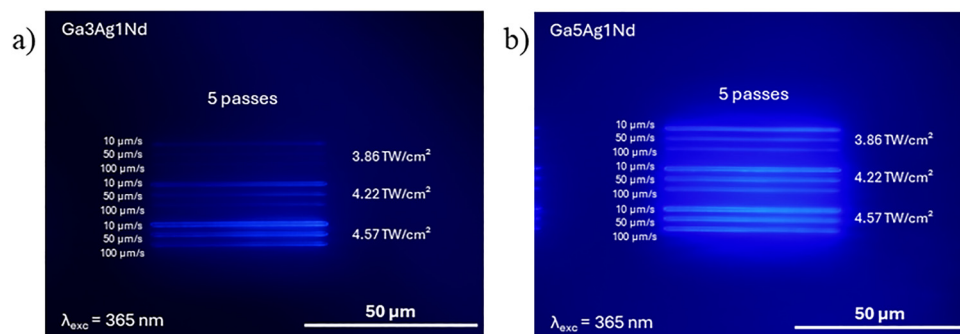 a)
Ga3Ag1Nd
5 passes
10 µm/s
50 µm/s
100 µm/s
3.86 TW/cm²
10 µm/s
50 µm/s
100 µm/s
4.22 TW/cm²
10 µm/s
50 µm/s
100 µm/s
4.57 TW/cm²
λexc = 365 nm
50 µm
b)
Ga5Ag1Nd
5 passes
10 µm/s
50 µm/s
100 µm/s
3.86 TW/cm²
10 µm/s
50 µm/s
100 µm/s
4.22 TW/cm²
10 µm/s
50 µm/s
100 µm/s
4.57 TW/cm²
λexc = 365 nm
50 µm